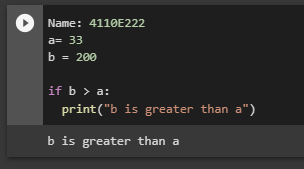 Name: 4110E222
a= 33
b = 200
if b > a:
print("b is greater than a")
b is greater than a